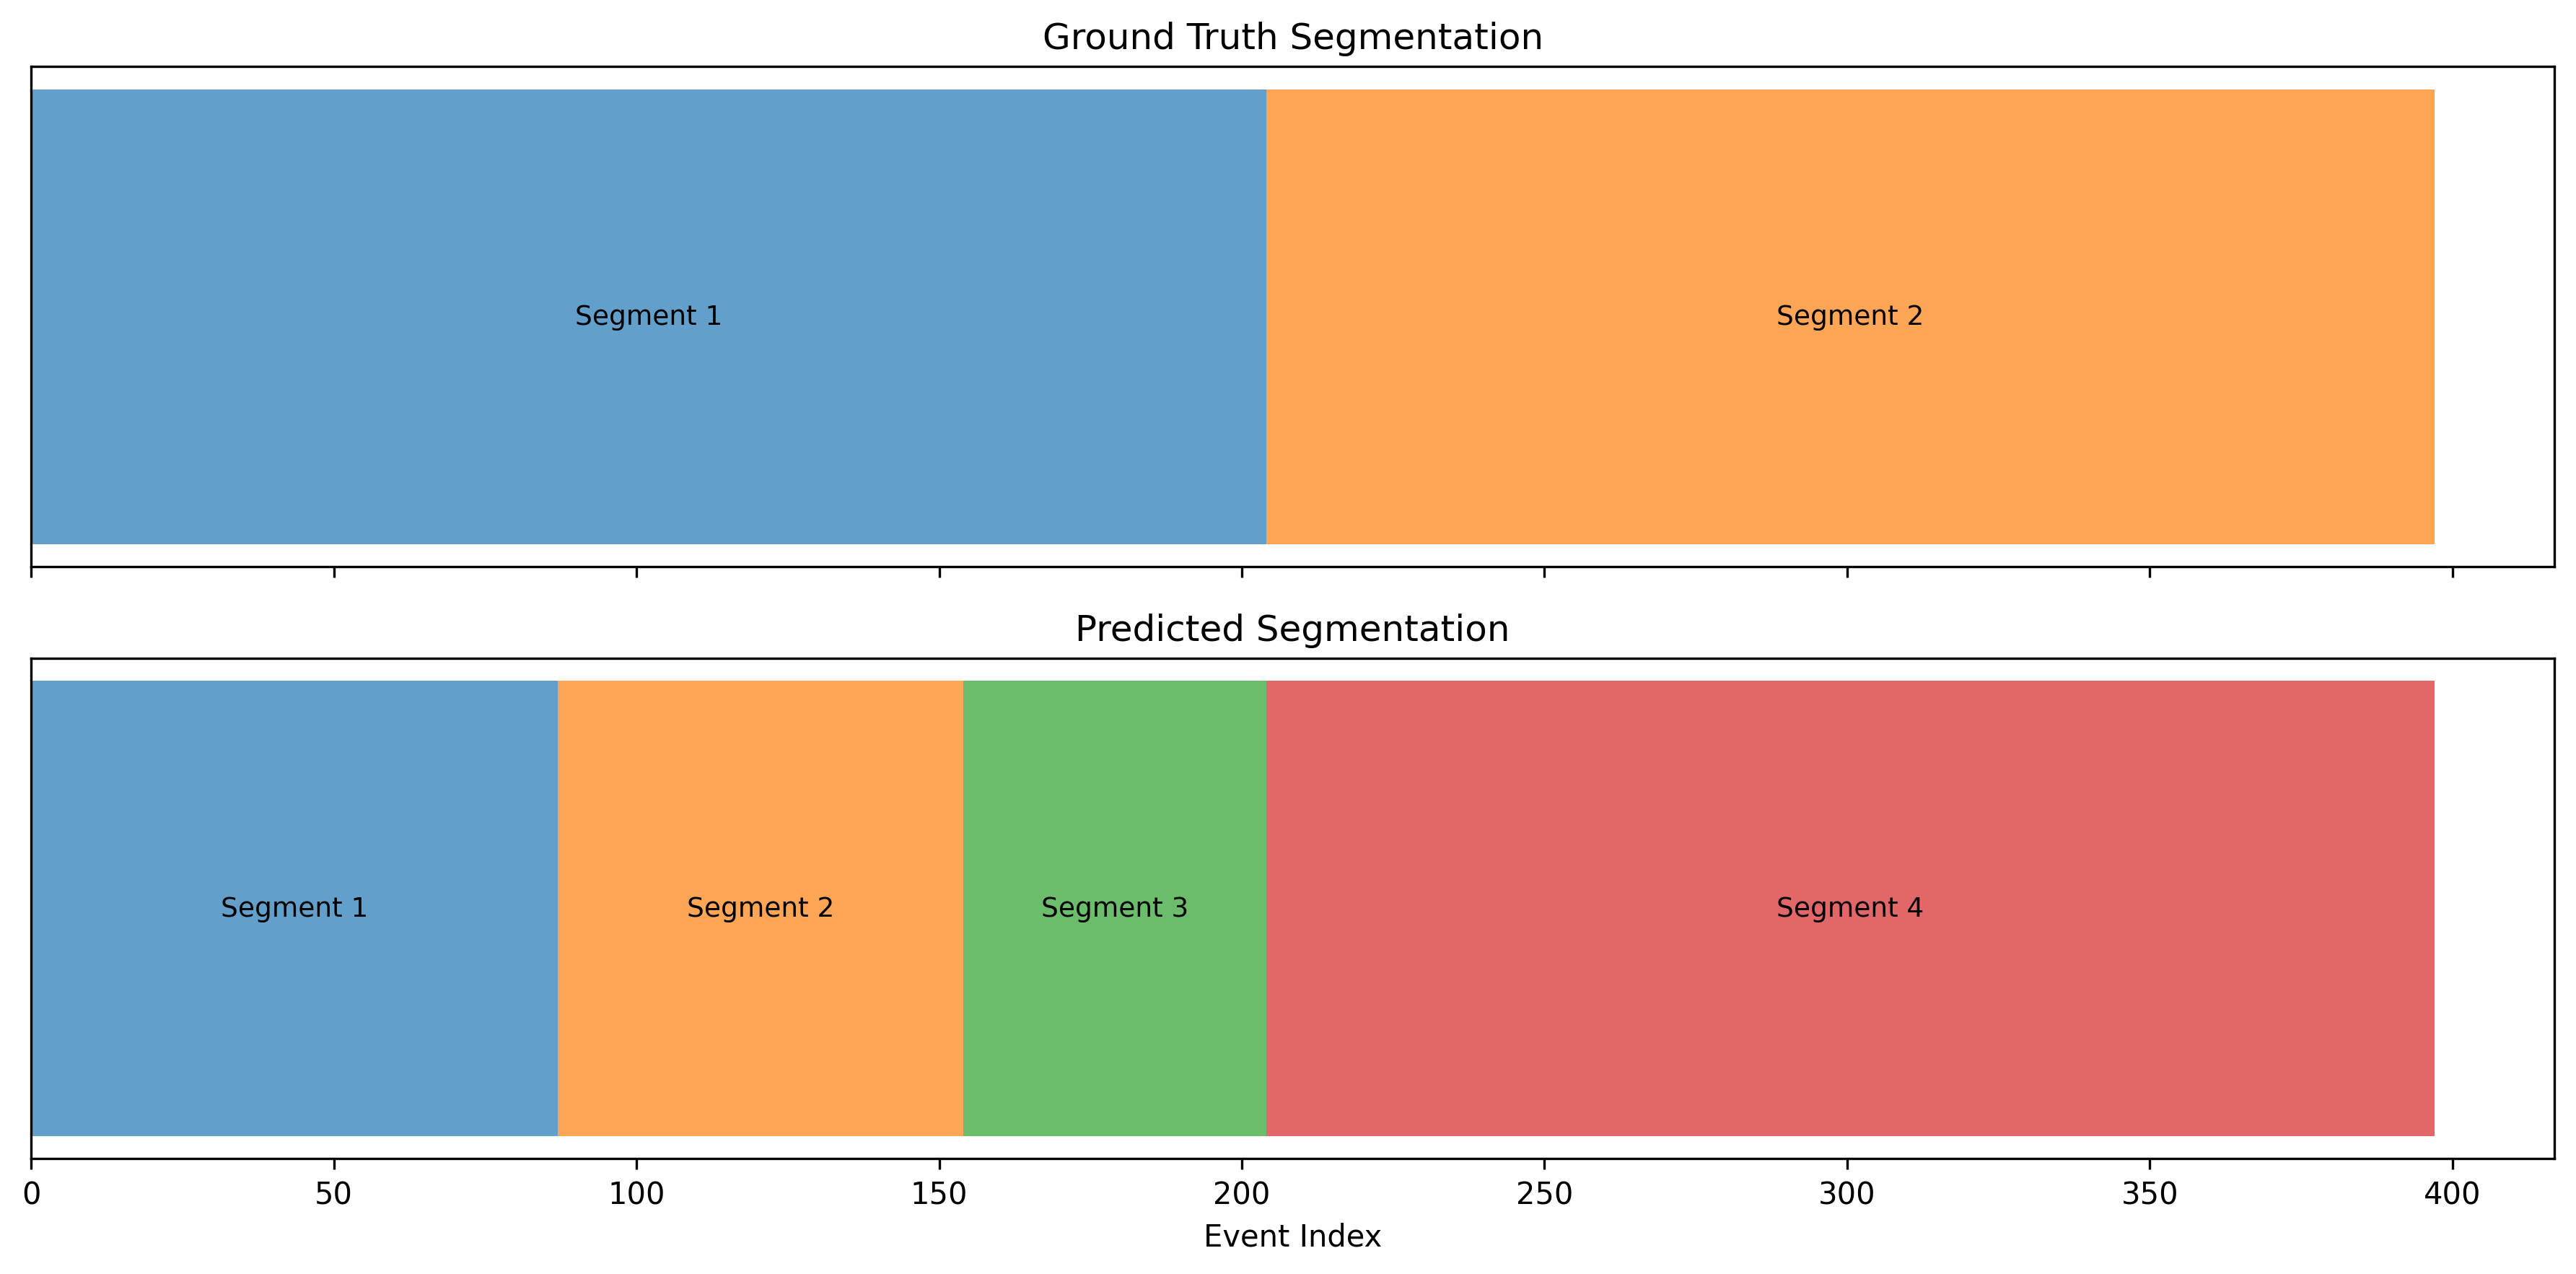 Ground Truth Segmentation
Segment 1
Segment 2
Predicted Segmentation
Segment 1
Segment 2
Segment 3
Segment 4
0 50 100 150 200 250 300 350 400
Event Index